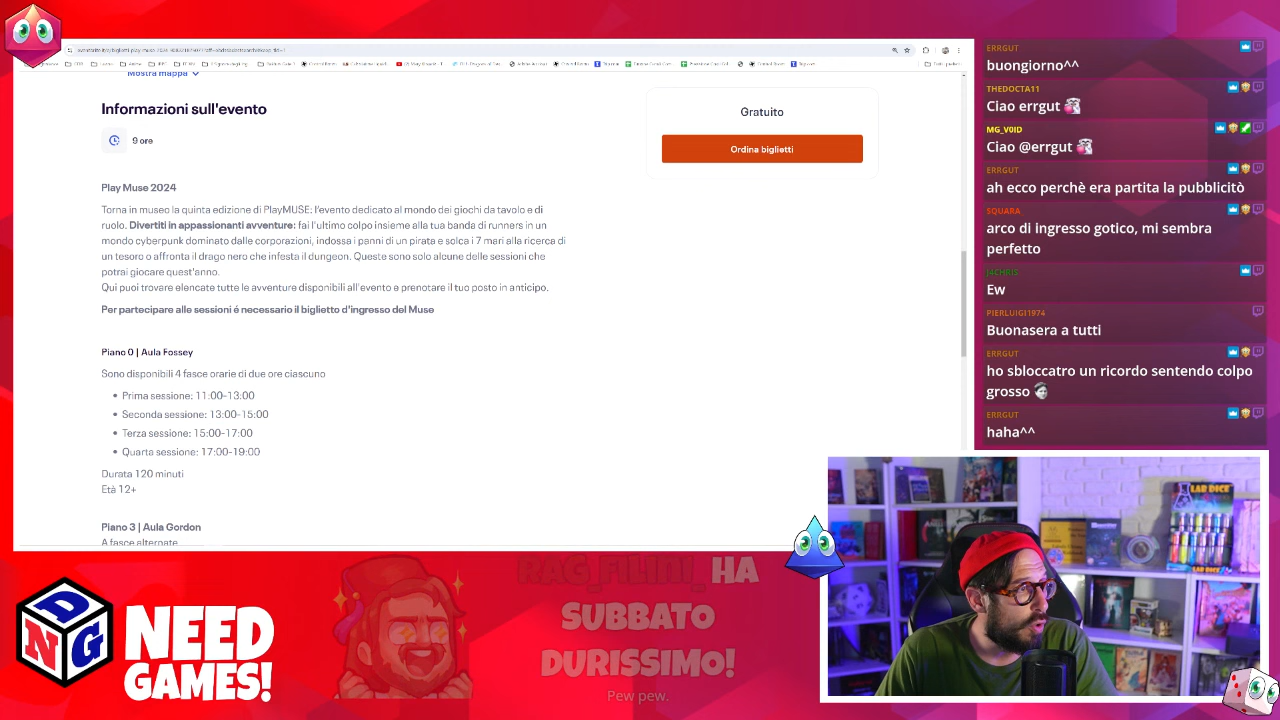 Mostra mappa
Informazioni sull'evento
9 ore
Play Muse 2024
Torna in museo la quinta edizione di PlayMUSE: l'evento dedicato al mondo dei giochi da tavolo e di
ruolo. Divertiti in appassionanti avventure: fai l'ultimo colpo insieme alla tua banda di runners in un
mondo cyberpunk dominato dalle corporazioni, indossa i panni di un pirata e solca i 7 mari alla ricerca di
un tesoro o affronta il drago nero che infesta il dungeon. Queste sono solo alcune delle sessioni che
potrai giocare quest'anno.
Qui puoi trovare elencate tutte le avventure disponibili all'evento e prenotare il tuo posto in anticipo.
Per partecipare alle sessioni é necessario il biglietto d'ingresso del Muse
Piano 0 | Aula Fossey
Sono disponibili 4 fasce orarie di due ore ciascuno
Prima sessione: 11:00-13:00
Seconda sessione: 13:00-15:00
Terza sessione: 15:00-17:00
Quarta sessione: 17:00-19:00
Durata 120 minuti
Età 12+
Piano 3 | Aula Gordon
A fasce alternate
Gratuito
Ordina biglietti
ERRGUT
buongiorno^^
THEDOCTA11
Ciao errgut
MG_V0ID
Ciao @errgut
ERRGUT
ah ecco perchè era partita la pubblicitò
SQUARA
arco di ingresso gotico, mi sembra
perfetto
J4CHRIS
Ew
PIERLUIGI1974
Buonasera a tutti
ERRGUT
ho sbloccatro un ricordo sentendo colpo
grosso
ERRGUT
haha^^
LAB DICE
D
N G
NEED
GAMES!
RAG_FILINI_ HA
SUBBATO
DURISSIMO!
Pew pew.